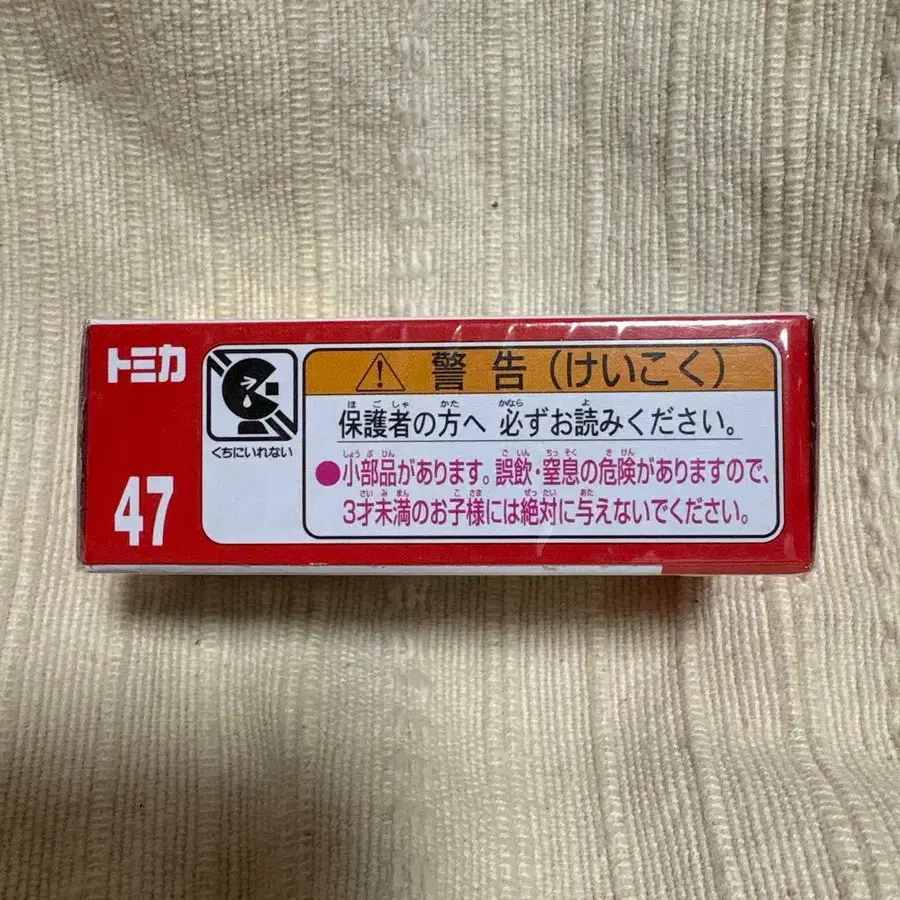 トミカ
47
くちにいれない
警告(けいこく)
保護者の方へ 必ずお読みください。
●小部品があります。誤飲・窒息の危険がありますので、
3才未満のお子様には絶対に与えないでください。